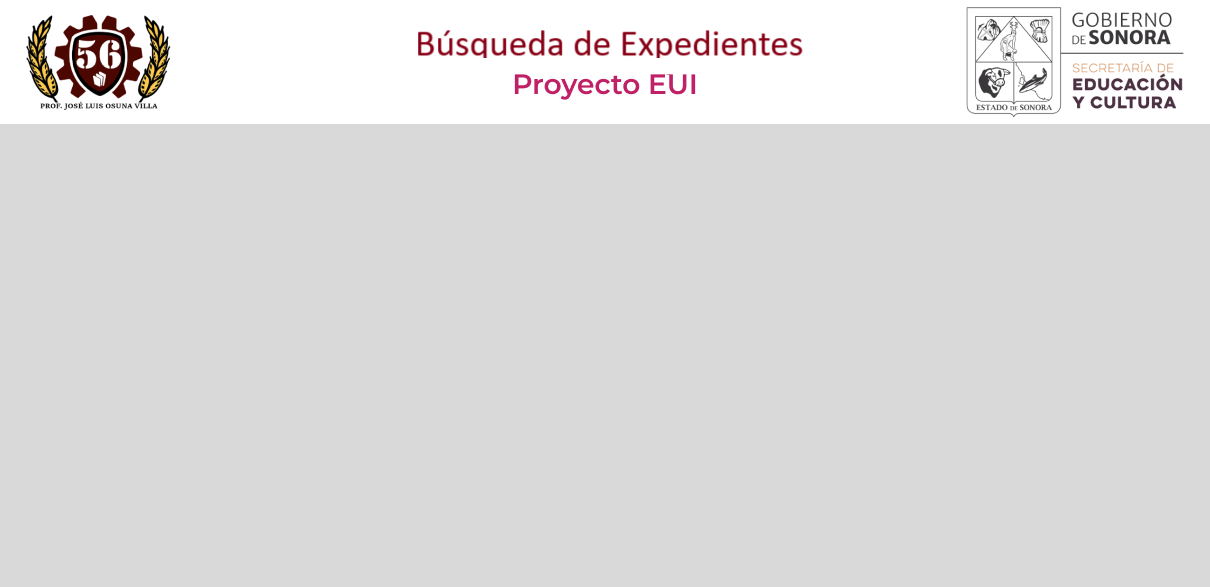 56
PROF. JOSÉ LUIS OSUNA VILLA
Búsqueda de Expedientes
Proyecto EUI
GOBIERNO
DE SONORA
SECRETARÍA DE
EDUCACIÓN
Y CULTURA
ESTADO DE SONORA